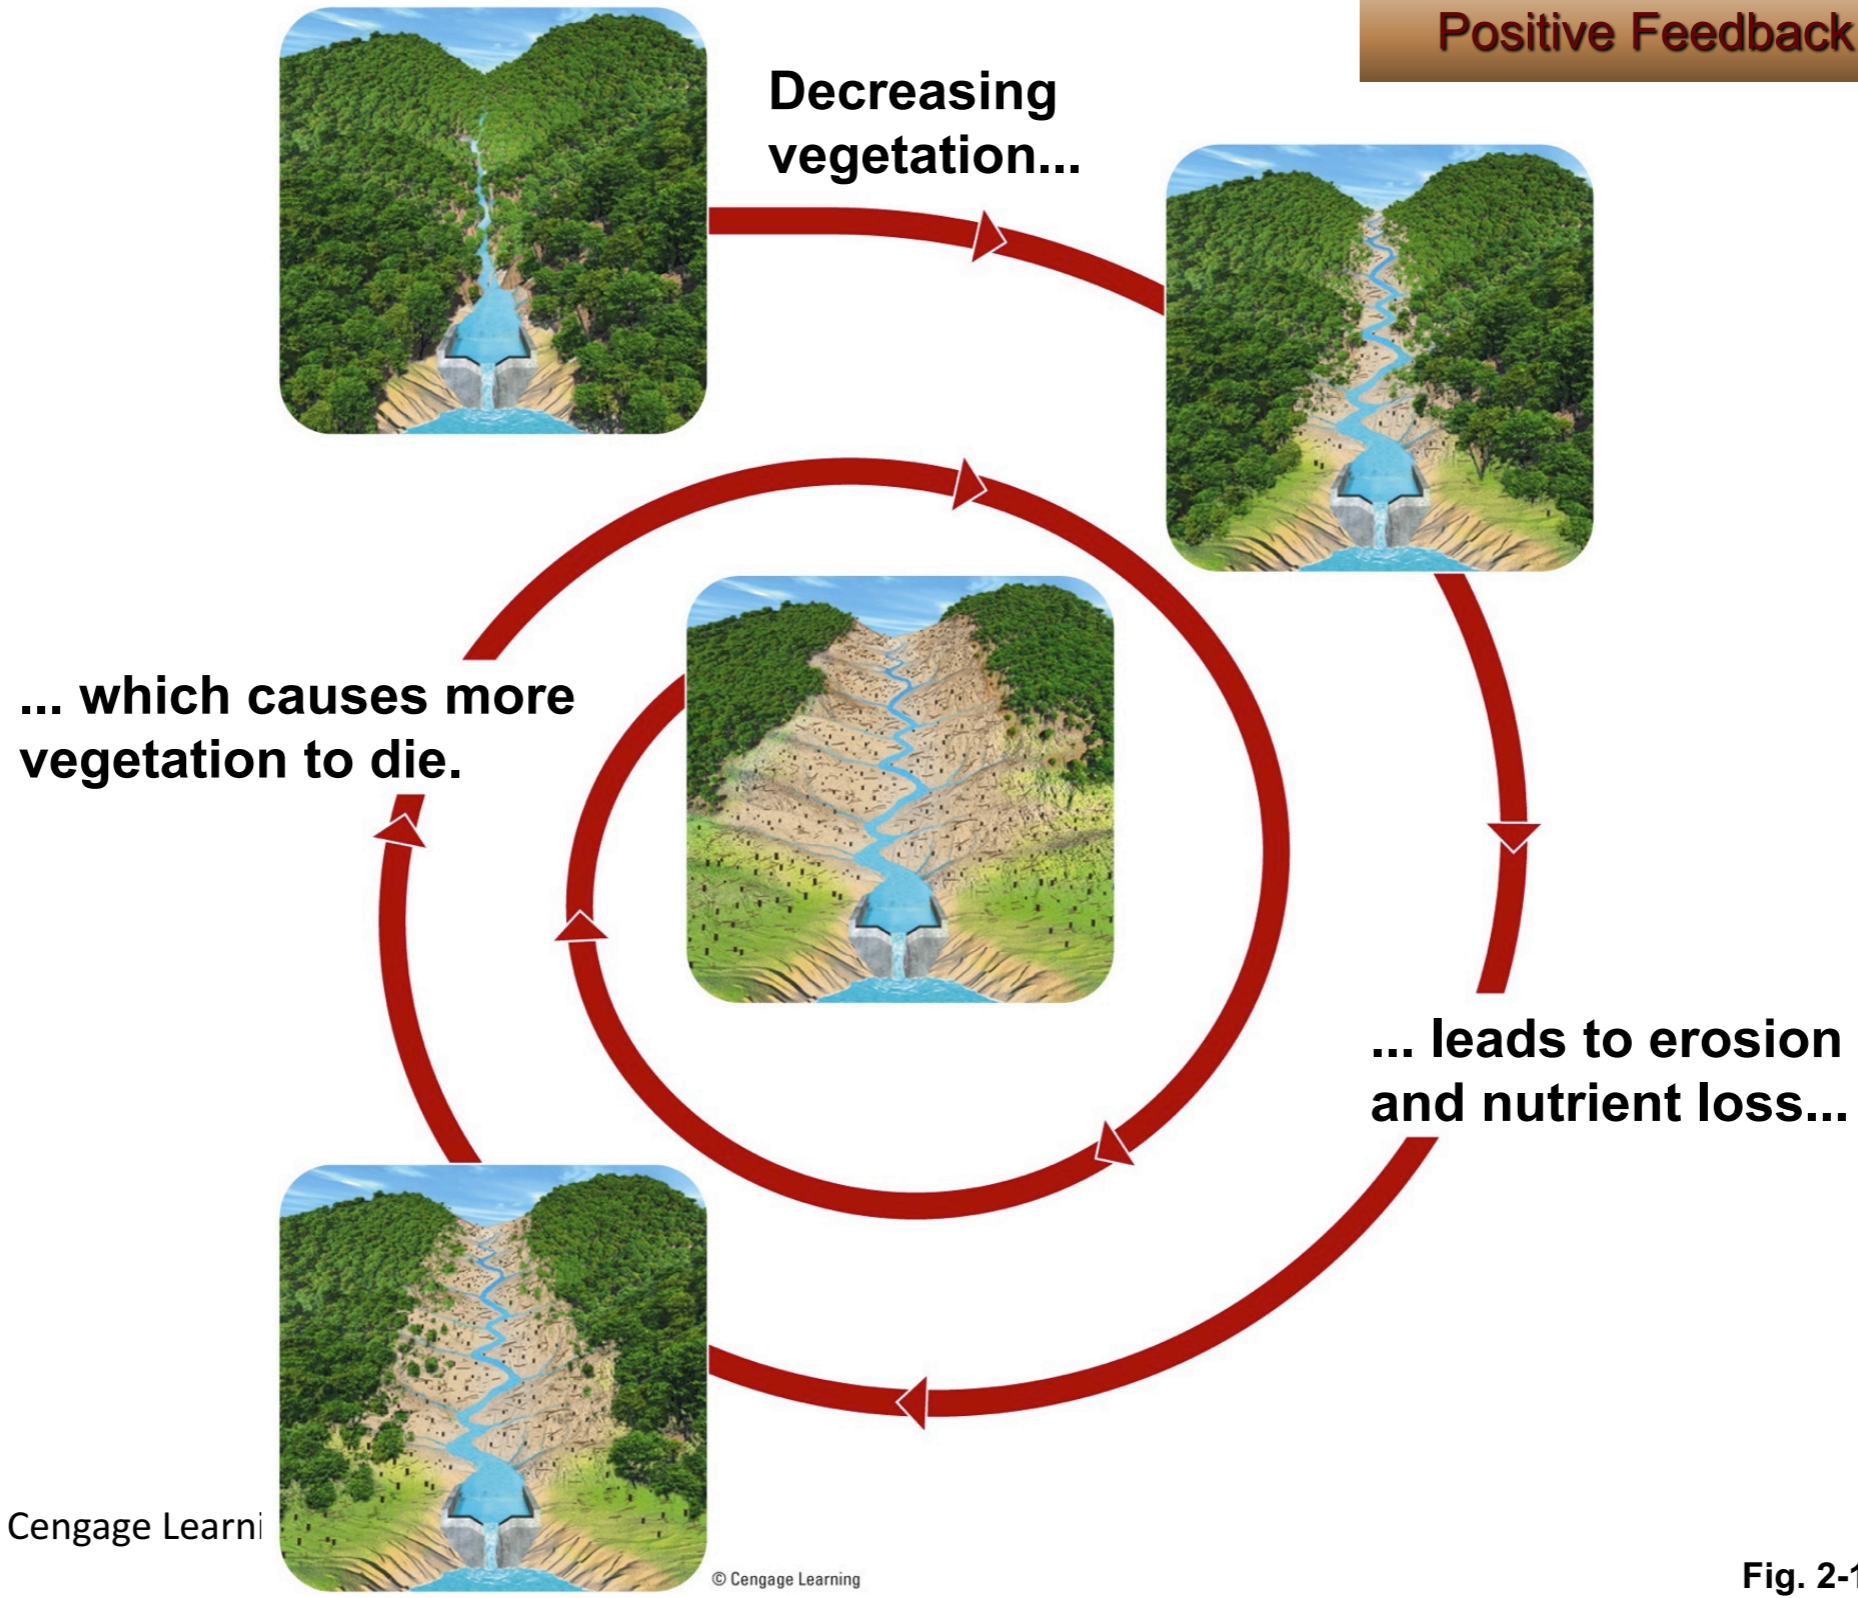 Positive Feedback
Decreasing
vegetation...
... which causes more
vegetation to die.
... leads to erosion
and nutrient loss...
Cengage Learni
© Cengage Learning
Fig. 2-1